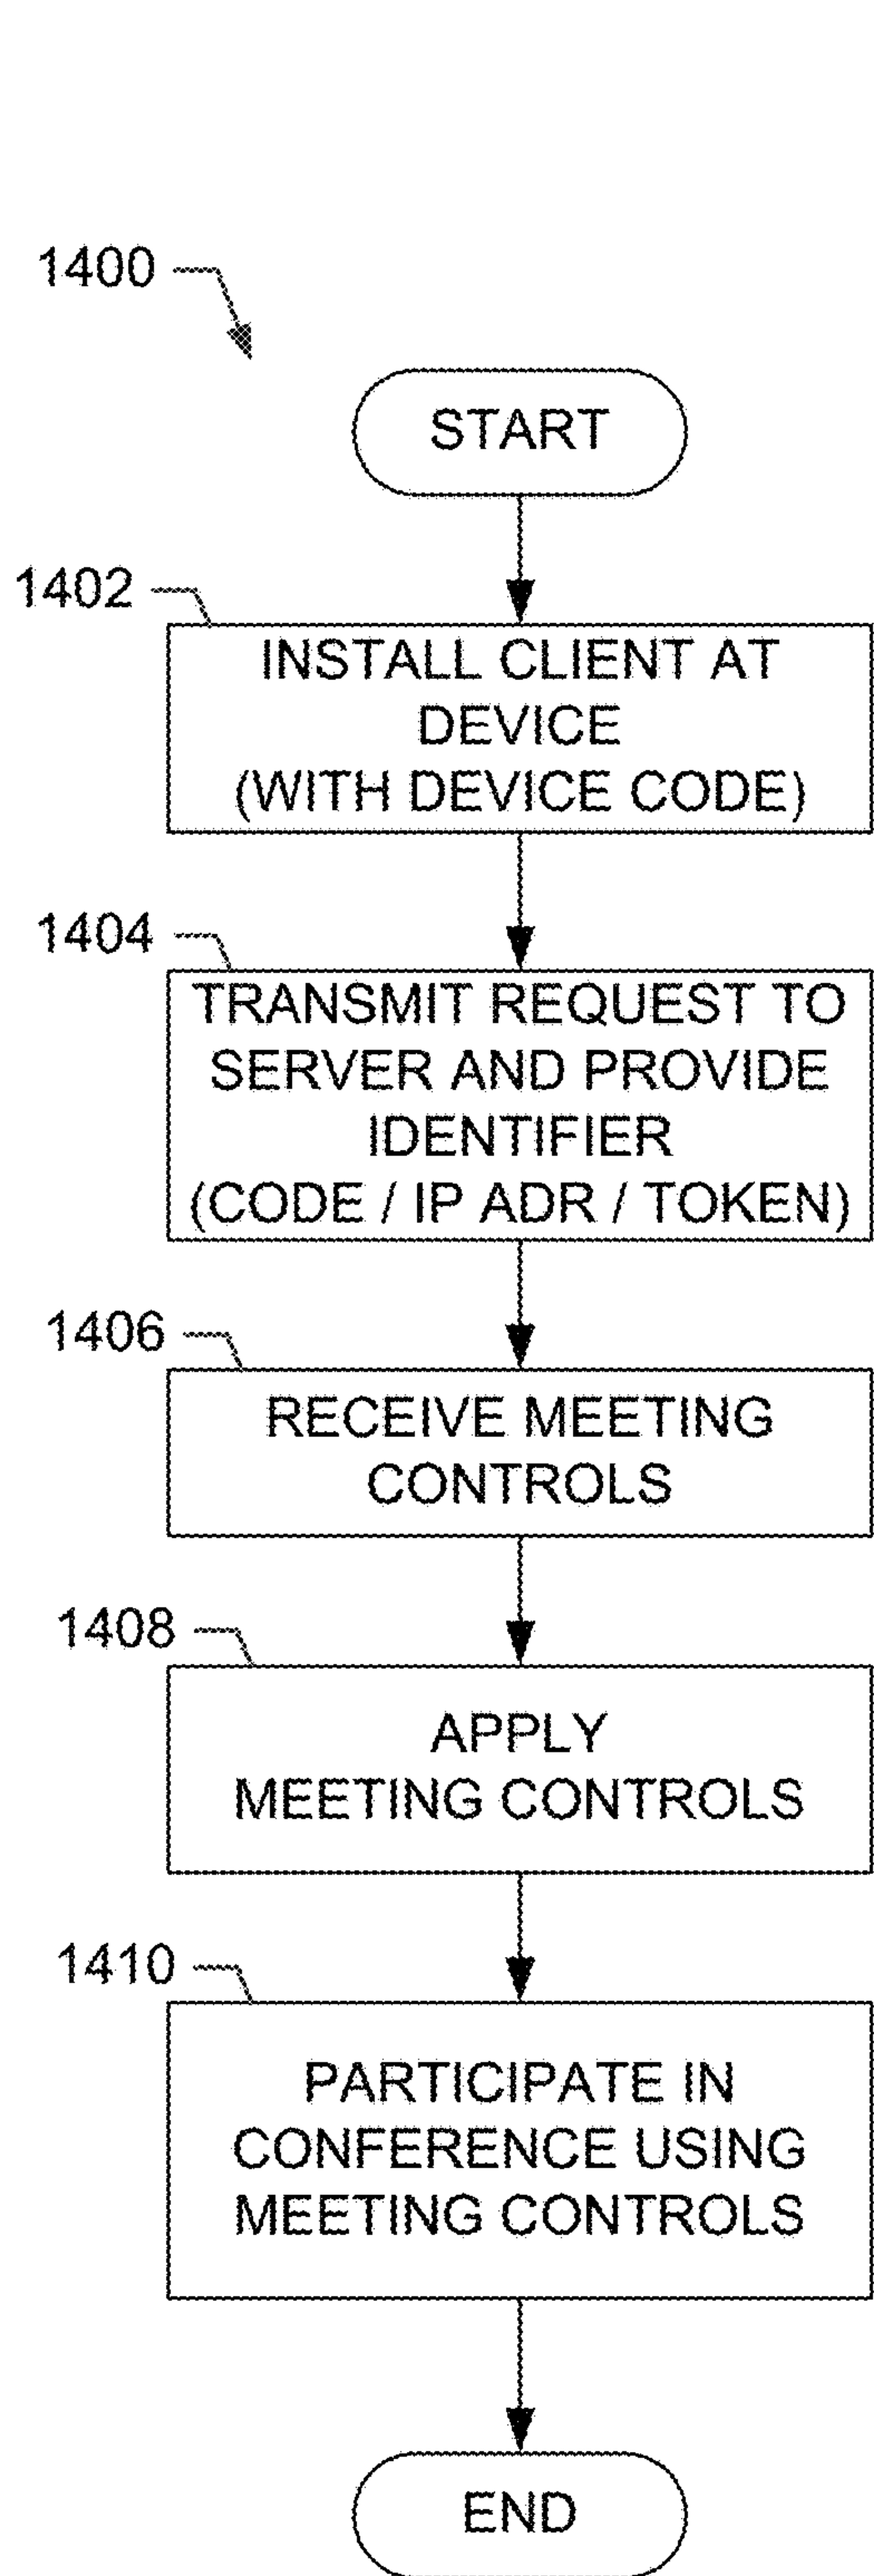 1400
START
1402
INSTALL CLIENT AT
DEVICE
(WITH DEVICE CODE)
1404
TRANSMIT REQUEST TO
SERVER AND PROVIDE
IDENTIFIER
(CODE / IP ADR / TOKEN)
1406
RECEIVE MEETING
CONTROLS
1408
APPLY
MEETING CONTROLS
1410
PARTICIPATE IN
CONFERENCE USING
MEETING CONTROLS
END